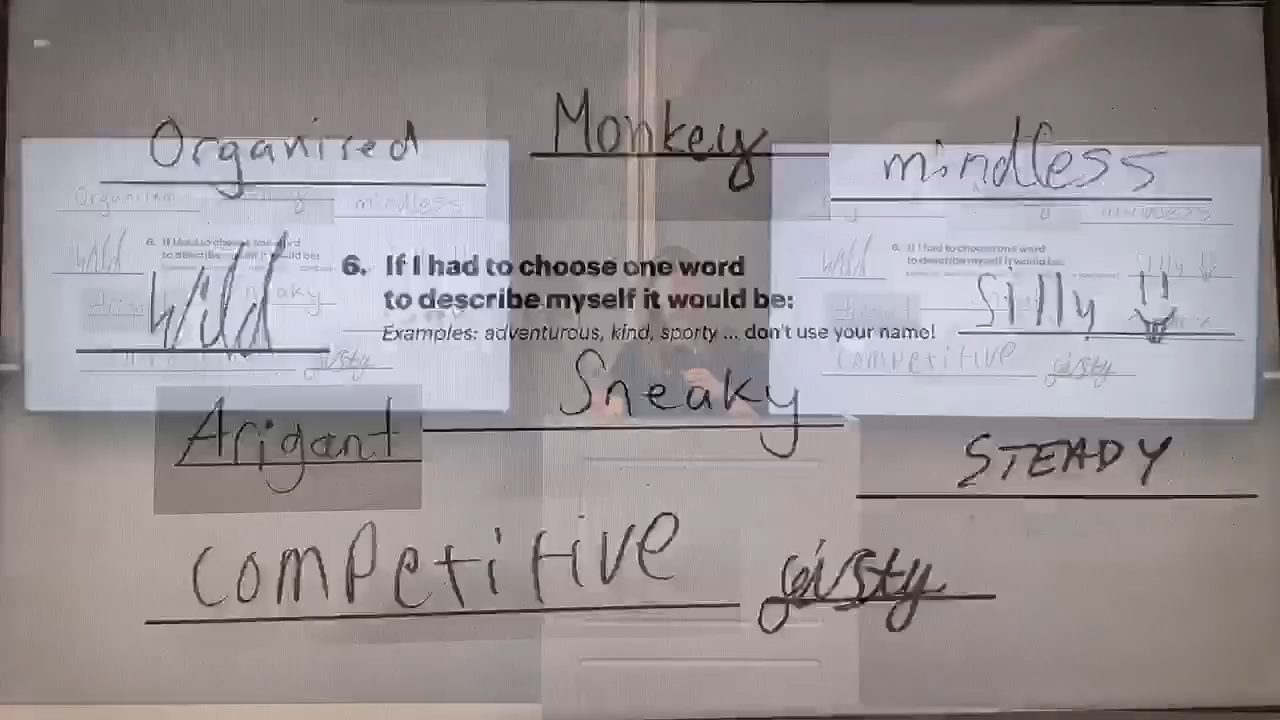 Organised
Monkey
mindless
Wild
6. If I had to choose one word
to describe myself it would be:
Examples: adventurous, kind, sporty ... don't use your name!
Silly
Sneaky
Arigant
STEADY
competitive